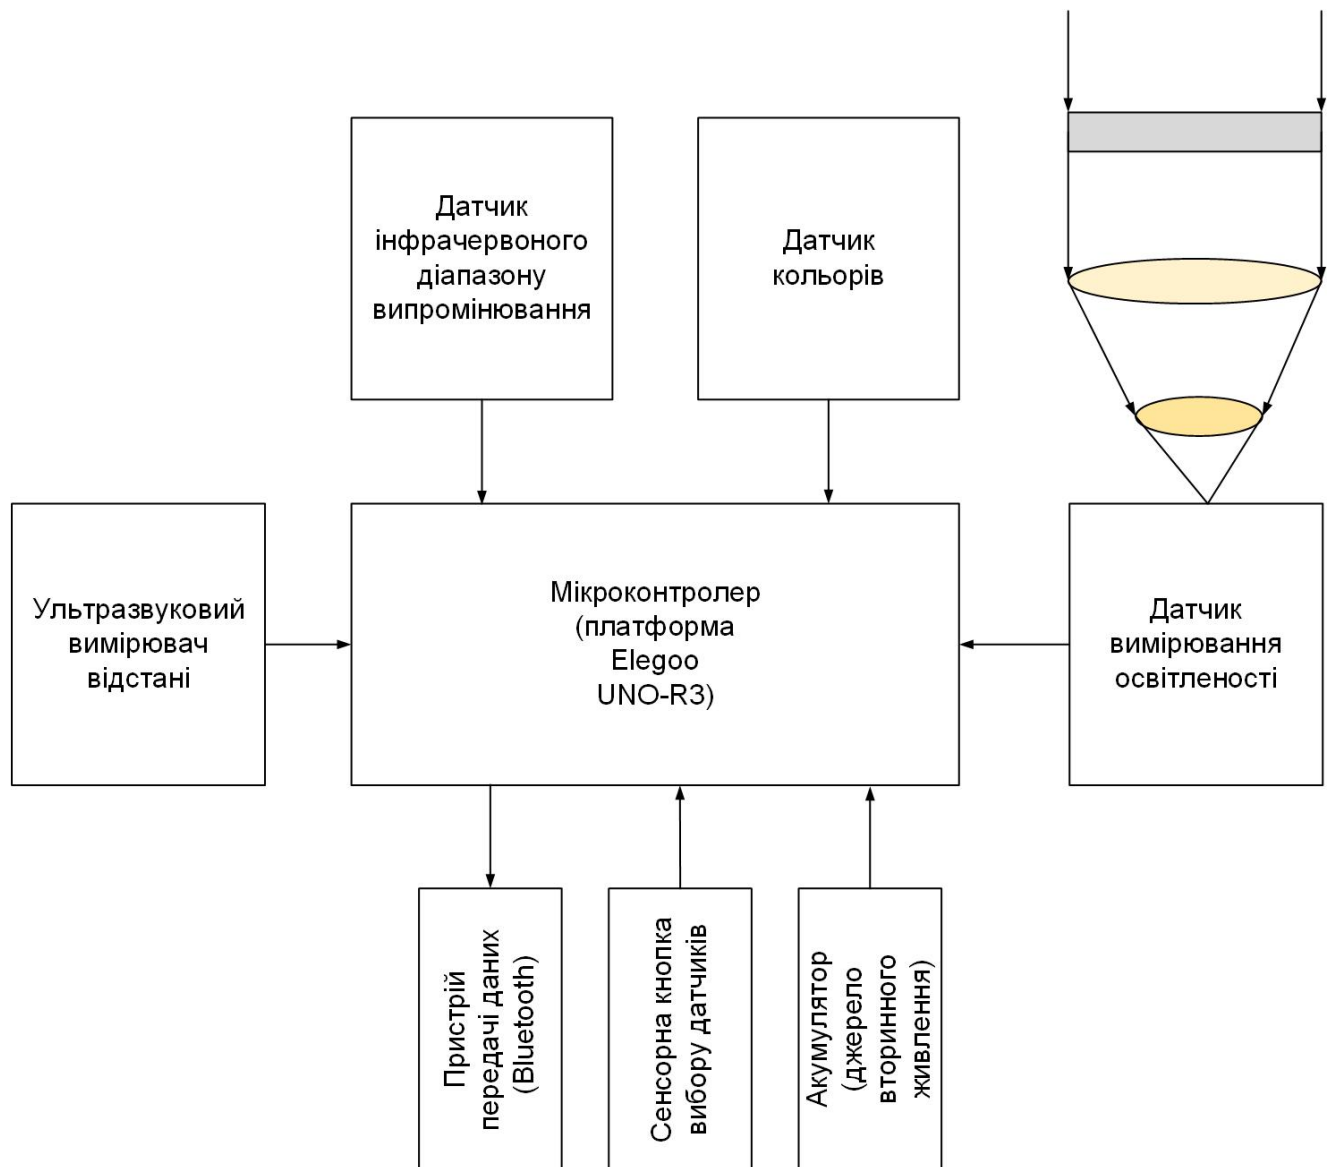 Датчик
інфрачервоного
діапазону
випромінювання
Датчик
кольорів
Ультразвуковий
вимірювач
відстані
Мікроконтролер
(платформа
Elegoo
UNO-R3)
Датчик
вимірювання
освітленості
Пристрій
передачі даних
(Bluetooth)
Сенсорна кнопка
вибору датчиків
Акумулятор
(джерело
вторинного
живлення)